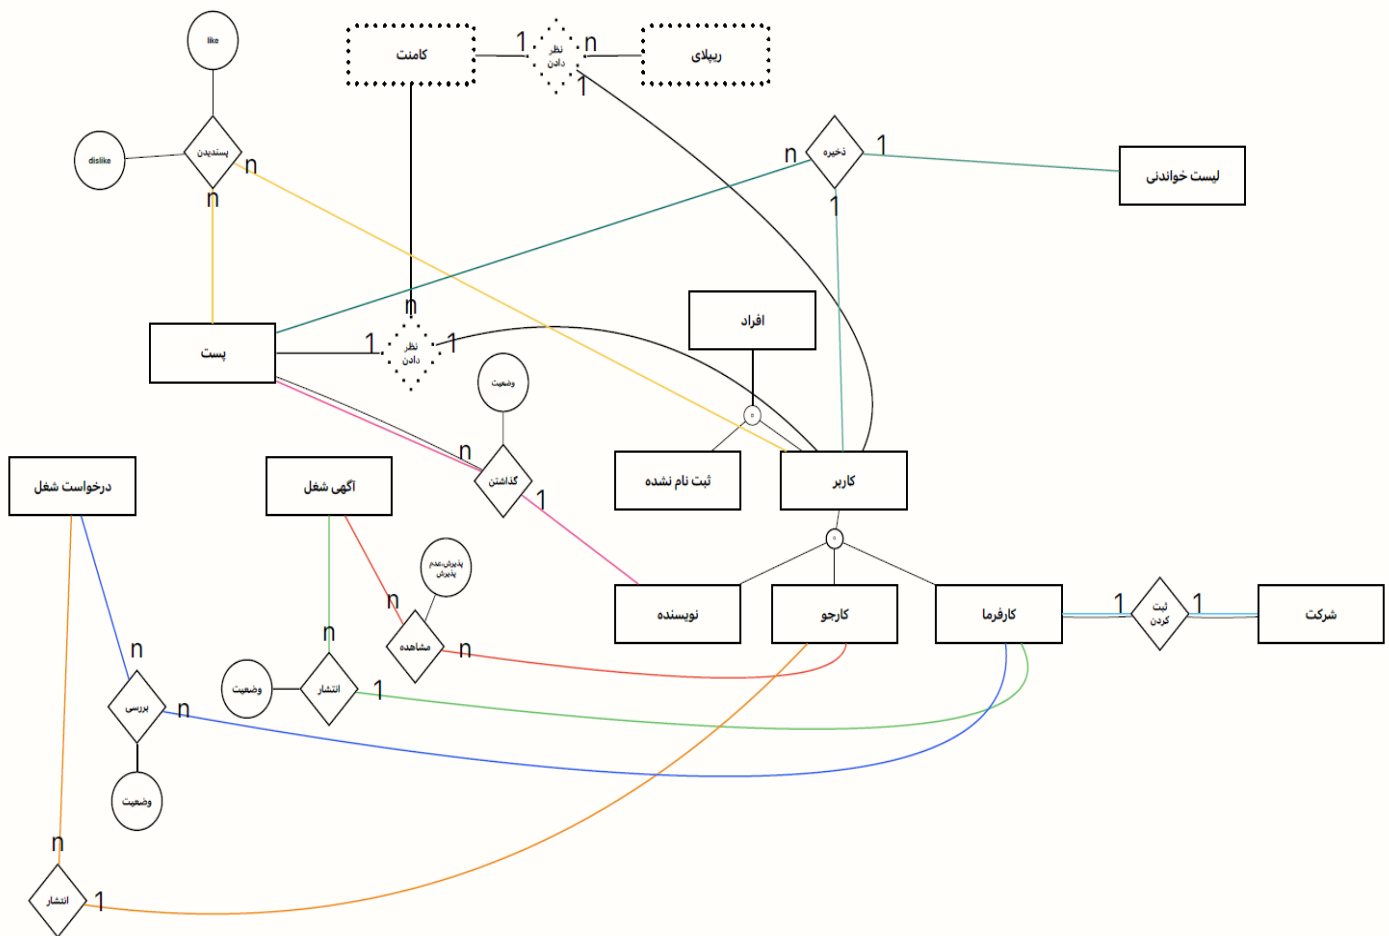 like
کامنت
1
نظر
دادن
n
ریپلای
1
dislike
پسندیدن
n
n
n
ذخیره
1
1
لیست خواندنی
افراد
n
پست
1
نظر
دادن
1
وضعیت
n
گذاشتن
1
ثبت نام نشده
کاربر
درخواست شغل
آگهی شغل
پذیرش،عدم
پذیرش
n
مشاهده
n
نویسنده
کارجو
کارفرما
1
ثبت
کردن
1
شرکت
n
وضعیت
انتشار
1
n
بررسی
n
وضعیت
n
انتشار
1